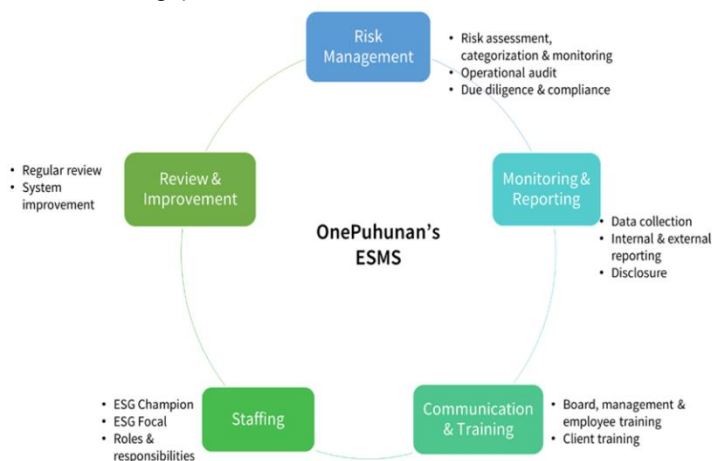 Risk
Management
• Risk assessment,
categorization & monitoring
• Operational audit
• Due diligence & compliance
Monitoring &
Reporting
• Data collection
• Internal & external
reporting
• Disclosure
Communication
& Training
• Board, management &
employee training
• Client training
Staffing
• ESG Champion
• ESG Focal
• Roles &
responsibilities
Review &
Improvement
• Regular review
• System
improvement
OnePuhunan's
ESMS